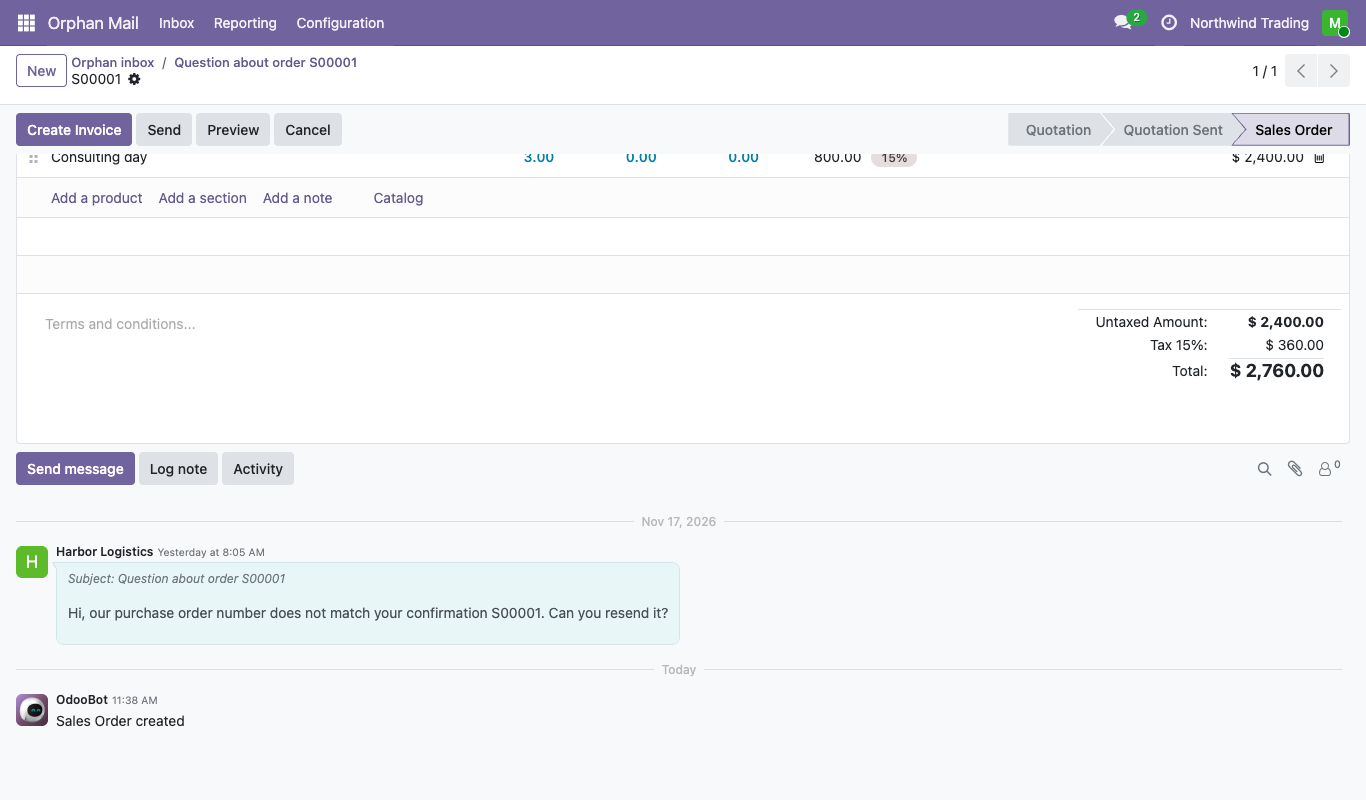 Orphan Mail Inbox Reporting Configuration 2 Northwind Trading M
New Orphan inbox / Question about order S00001
S00001 1 / 1
Create Invoice Send Preview Cancel Quotation Quotation Sent Sales Order
Consulting day 3.00 0.00 0.00 800.00 15% $ 2,400.00
Add a product Add a section Add a note Catalog
Terms and conditions...
Untaxed Amount: $ 2,400.00
Tax 15%: $ 360.00
Total: $ 2,760.00
Send message Log note Activity 0
Nov 17, 2026
H Harbor Logistics Yesterday at 8:05 AM
Subject: Question about order S00001
Hi, our purchase order number does not match your confirmation S00001. Can you resend it?
Today
OdooBot 11:38 AM
Sales Order created